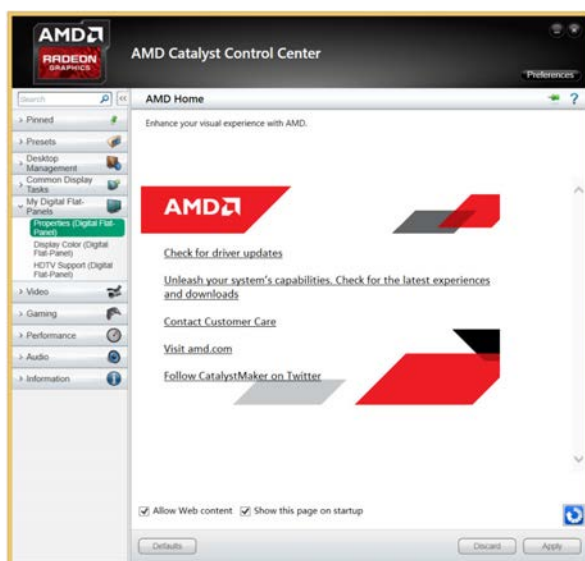 AMD
RADEON
GRAPHICS
AMD Catalyst Control Center
Preferences
Search
AMD Home
Pinned
Presets
Desktop
Management
Common Display
Tasks
My Digital Flat-
Panels
Properties (Digital Flat-
Panel)
Display Color (Digital
Flat-Panel)
HDTV Support (Digital
Flat-Panel)
Video
Gaming
Performance
Audio
Information
Enhance your visual experience with AMD.
AMD
Check for driver updates
Unleash your system's capabilities. Check for the latest experiences
and downloads
Contact Customer Care
Visit amd.com
Follow CatalystMaker on Twitter
Allow Web content
Show this page on startup
Defaults
Discard
Apply